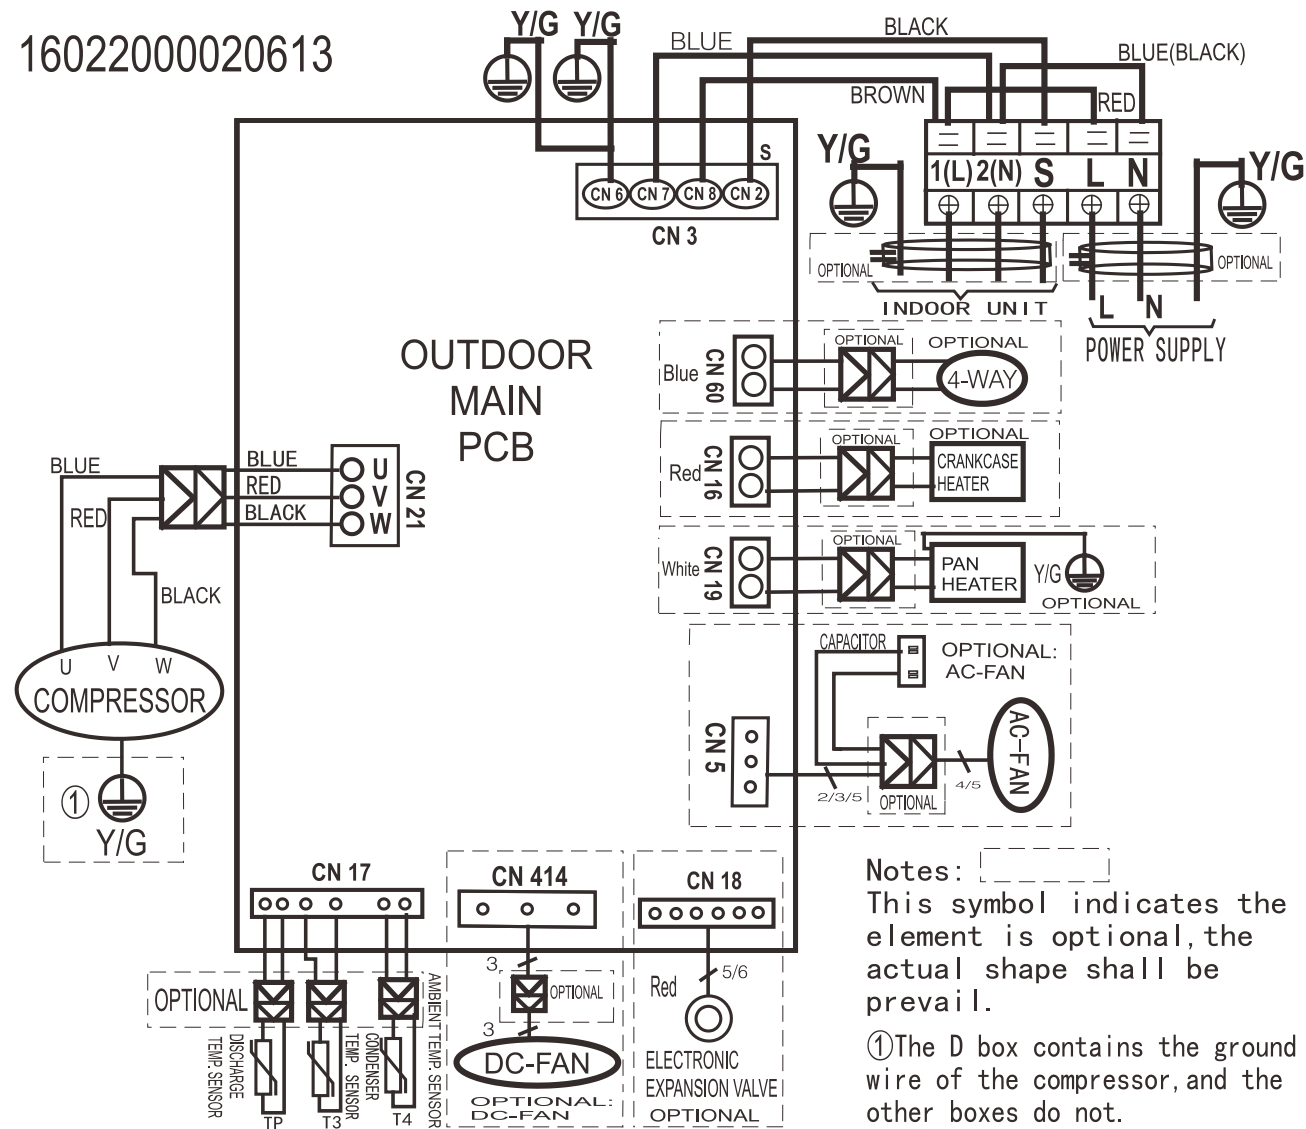 16022000020613
Y/G Y/G
BLUE
BLACK
BLUE(BLACK)
BROWN
RED
Y/G
1(L) 2(N) S L N
Y/G
S
CN 6 CN 7 CN 8 CN 2
CN 3
OPTIONAL
OPTIONAL
INDOOR UNIT
L N
POWER SUPPLY
OUTDOOR
MAIN
PCB
Blue
CN 60
OPTIONAL
OPTIONAL
4-WAY
Red
CN 16
OPTIONAL
OPTIONAL
CRANKCASE
HEATER
White
CN 19
OPTIONAL
PAN
HEATER
Y/G
OPTIONAL
BLUE
RED
BLACK
BLUE
RED
BLACK
U
V
W
CN 21
U V W
COMPRESSOR
① Y/G
CAPACITOR
OPTIONAL:
AC-FAN
CN 5
2/3/5
OPTIONAL
4/5
AC-FAN
CN 17
OPTIONAL
DISCHARGE
TEMP. SENSOR
TP
TEMP. SENSOR
CONDENSER
T3
AMBIENT TEMP. SENSOR
T4
CN 414
3
OPTIONAL
3
DC-FAN
OPTIONAL:
DC-FAN
CN 18
5/6
Red
ELECTRONIC
EXPANSION VALVE
OPTIONAL
Notes:
This symbol indicates the
element is optional,the
actual shape shall be
prevail.
①The D box contains the ground
wire of the compressor,and the
other boxes do not.